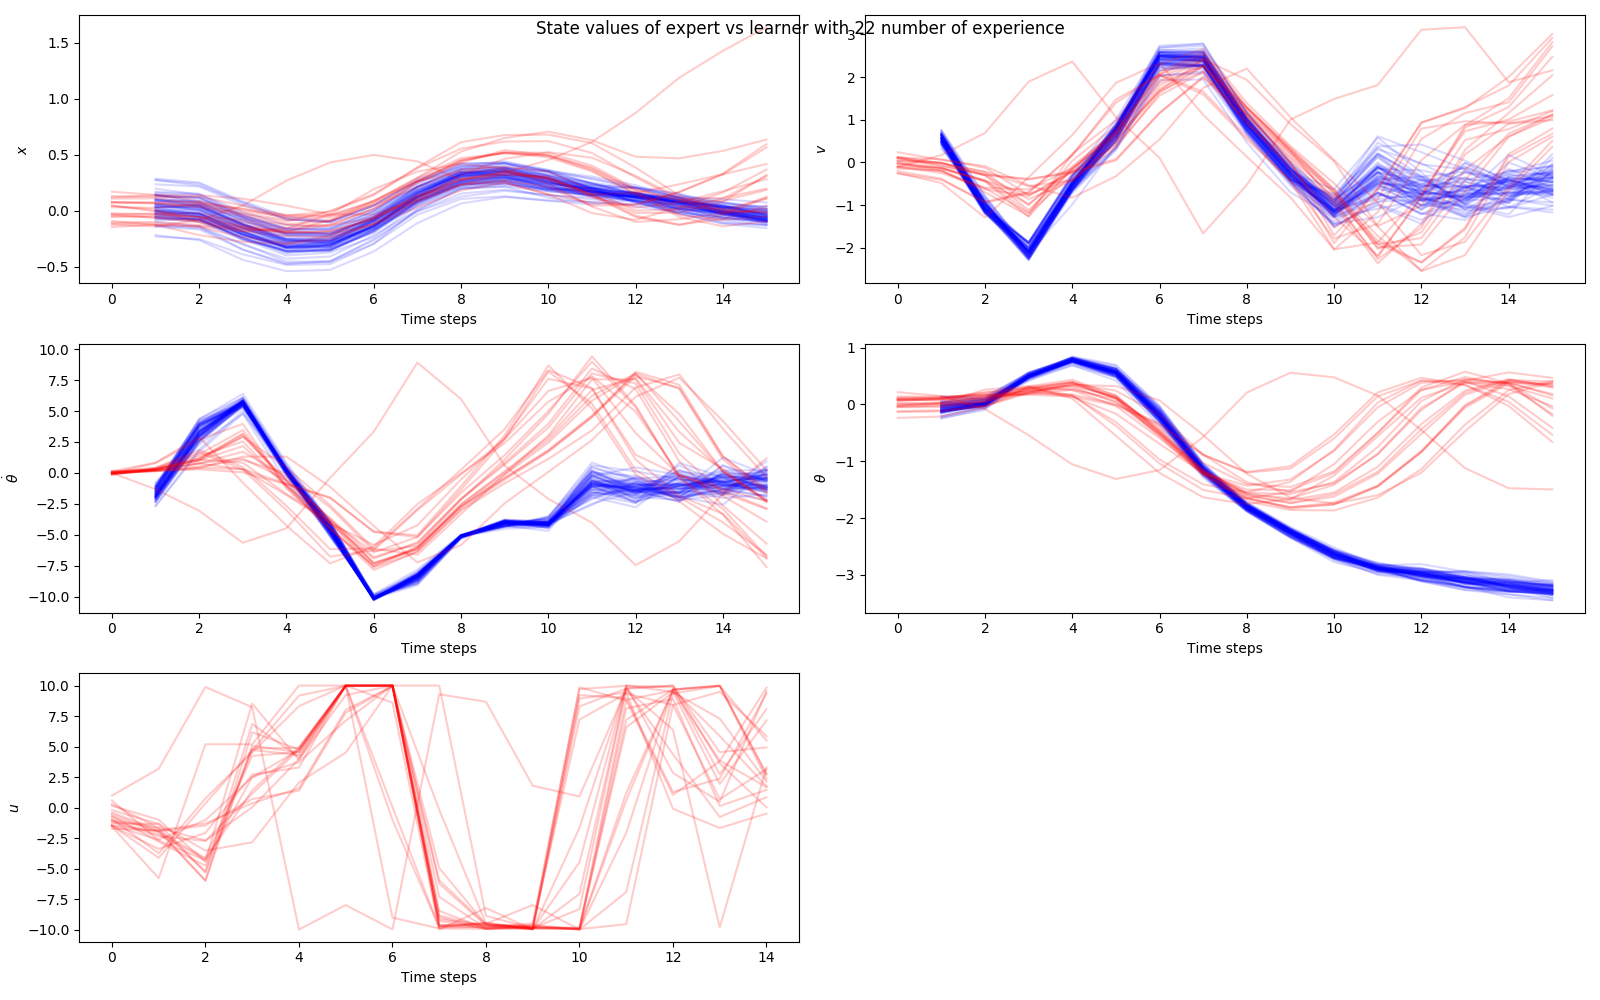 State values of expert vs learner with 22 number of experience
1.5
1.0
0.5
0.0
−0.5
x
0 2 4 6 8 10 12 14
Time steps
3
2
1
0
−1
−2
v
0 2 4 6 8 10 12 14
Time steps
10.0
7.5
5.0
2.5
0.0
−2.5
−5.0
−7.5
−10.0
θ̇
0 2 4 6 8 10 12 14
Time steps
1
0
−1
−2
−3
θ
0 2 4 6 8 10 12 14
Time steps
10.0
7.5
5.0
2.5
0.0
−2.5
−5.0
−7.5
−10.0
u
0 2 4 6 8 10 12 14
Time steps